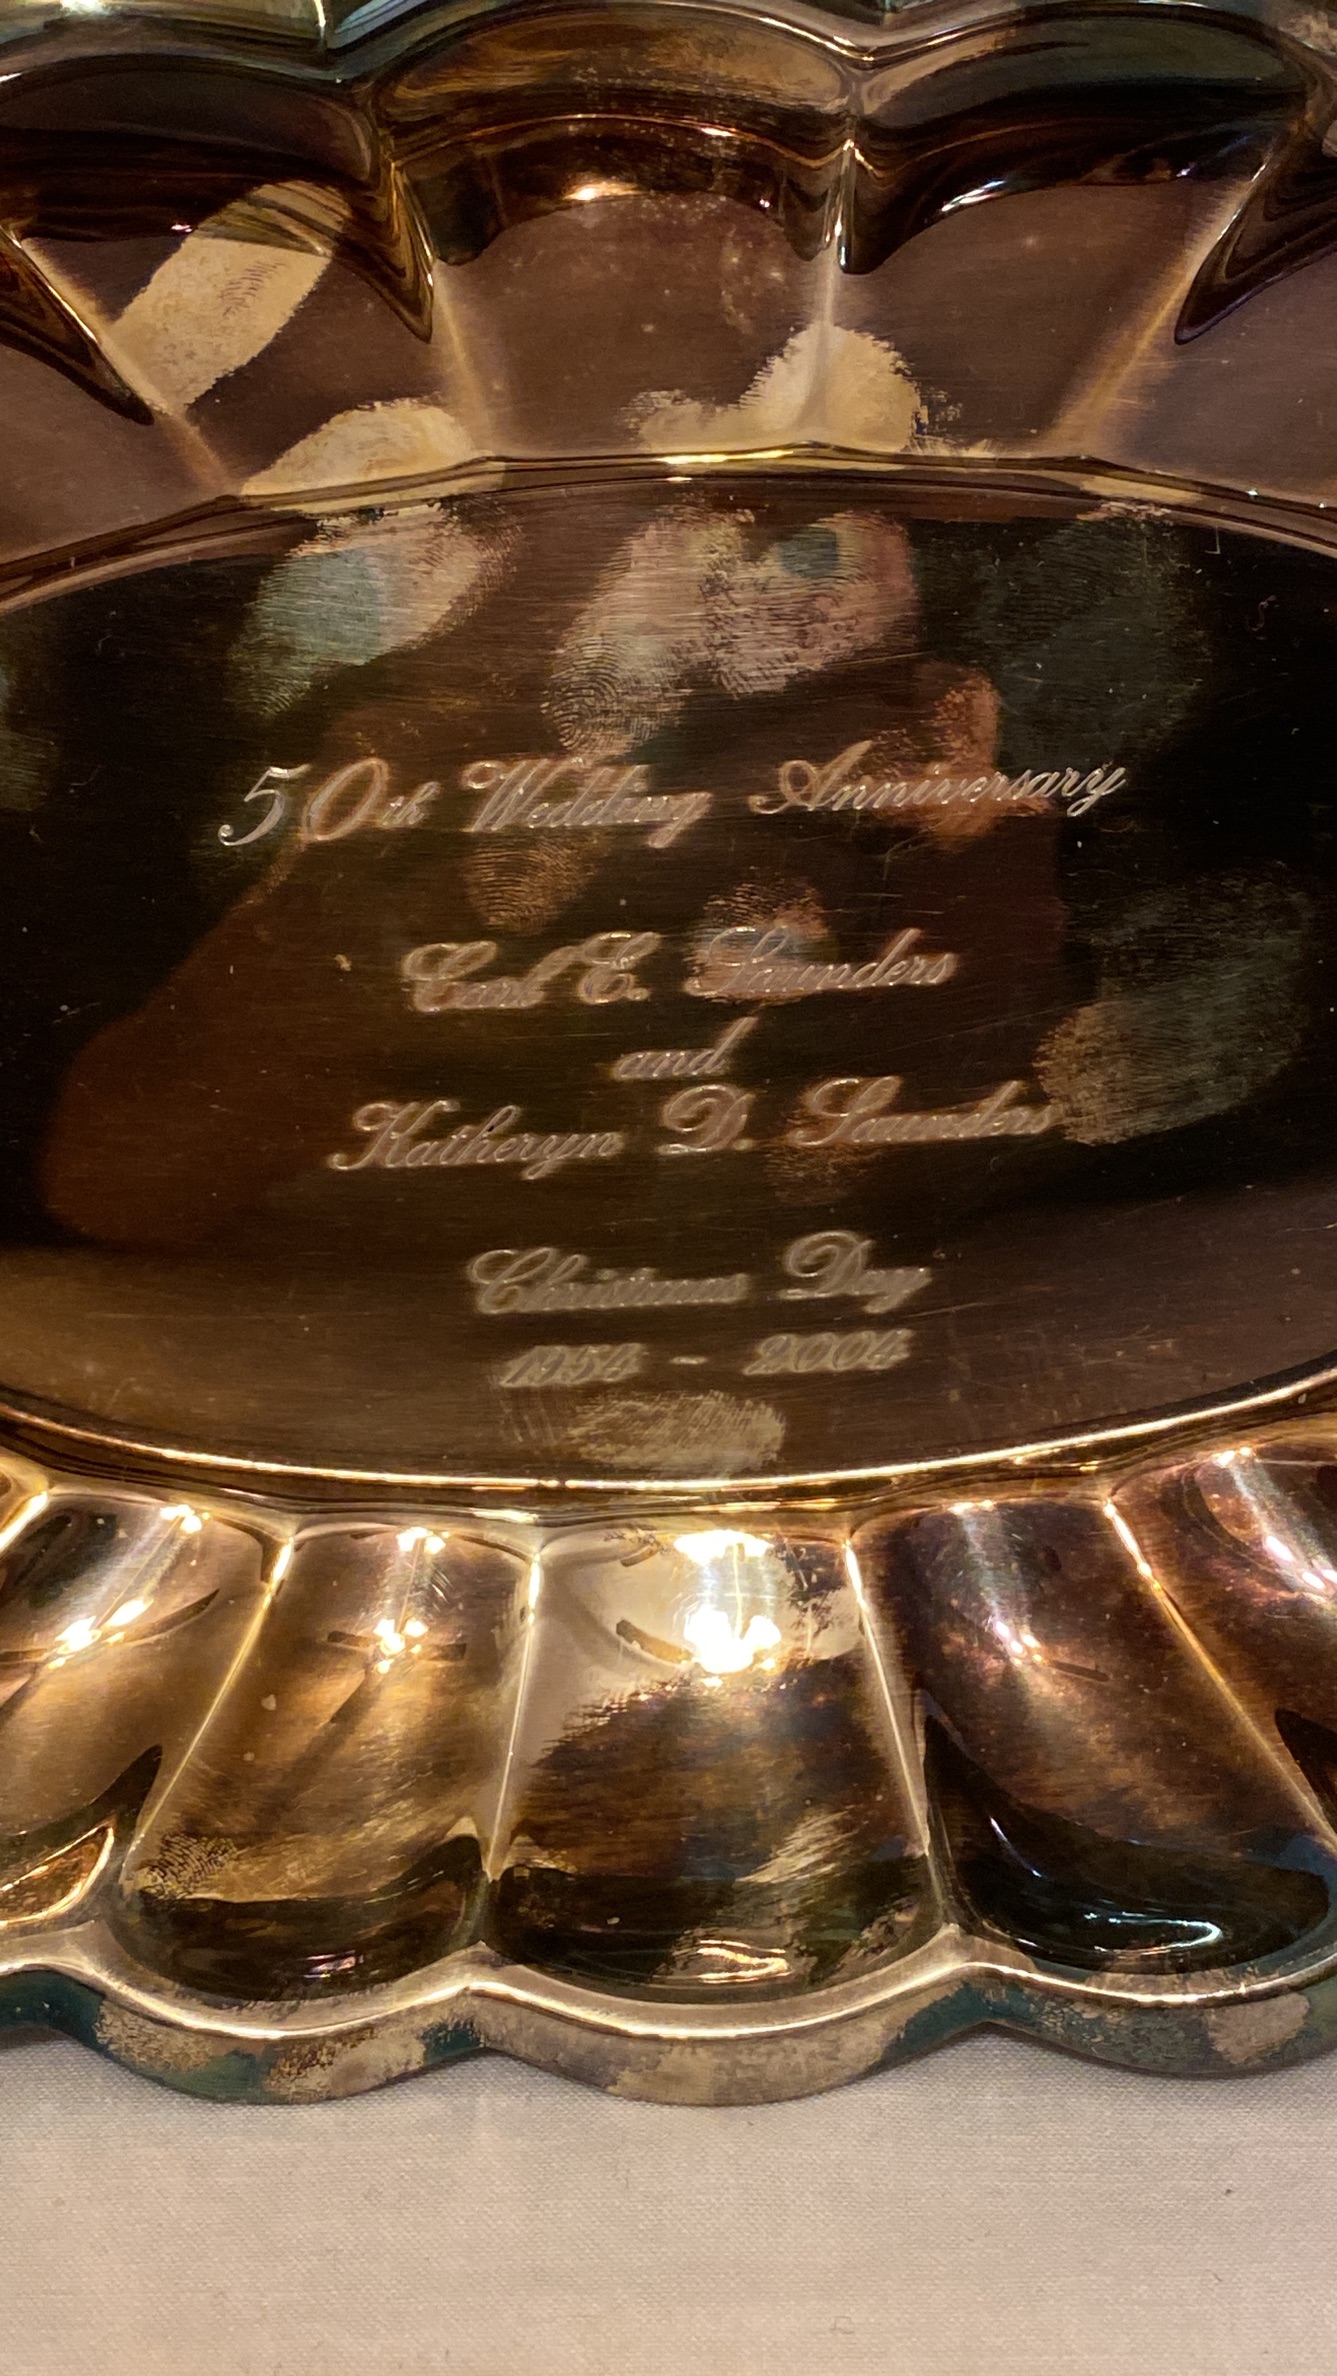 50th Wedding Anniversary
Carl E. Saunders
and
Katheryn D. Saunders
Christmas Day
1954 - 2004